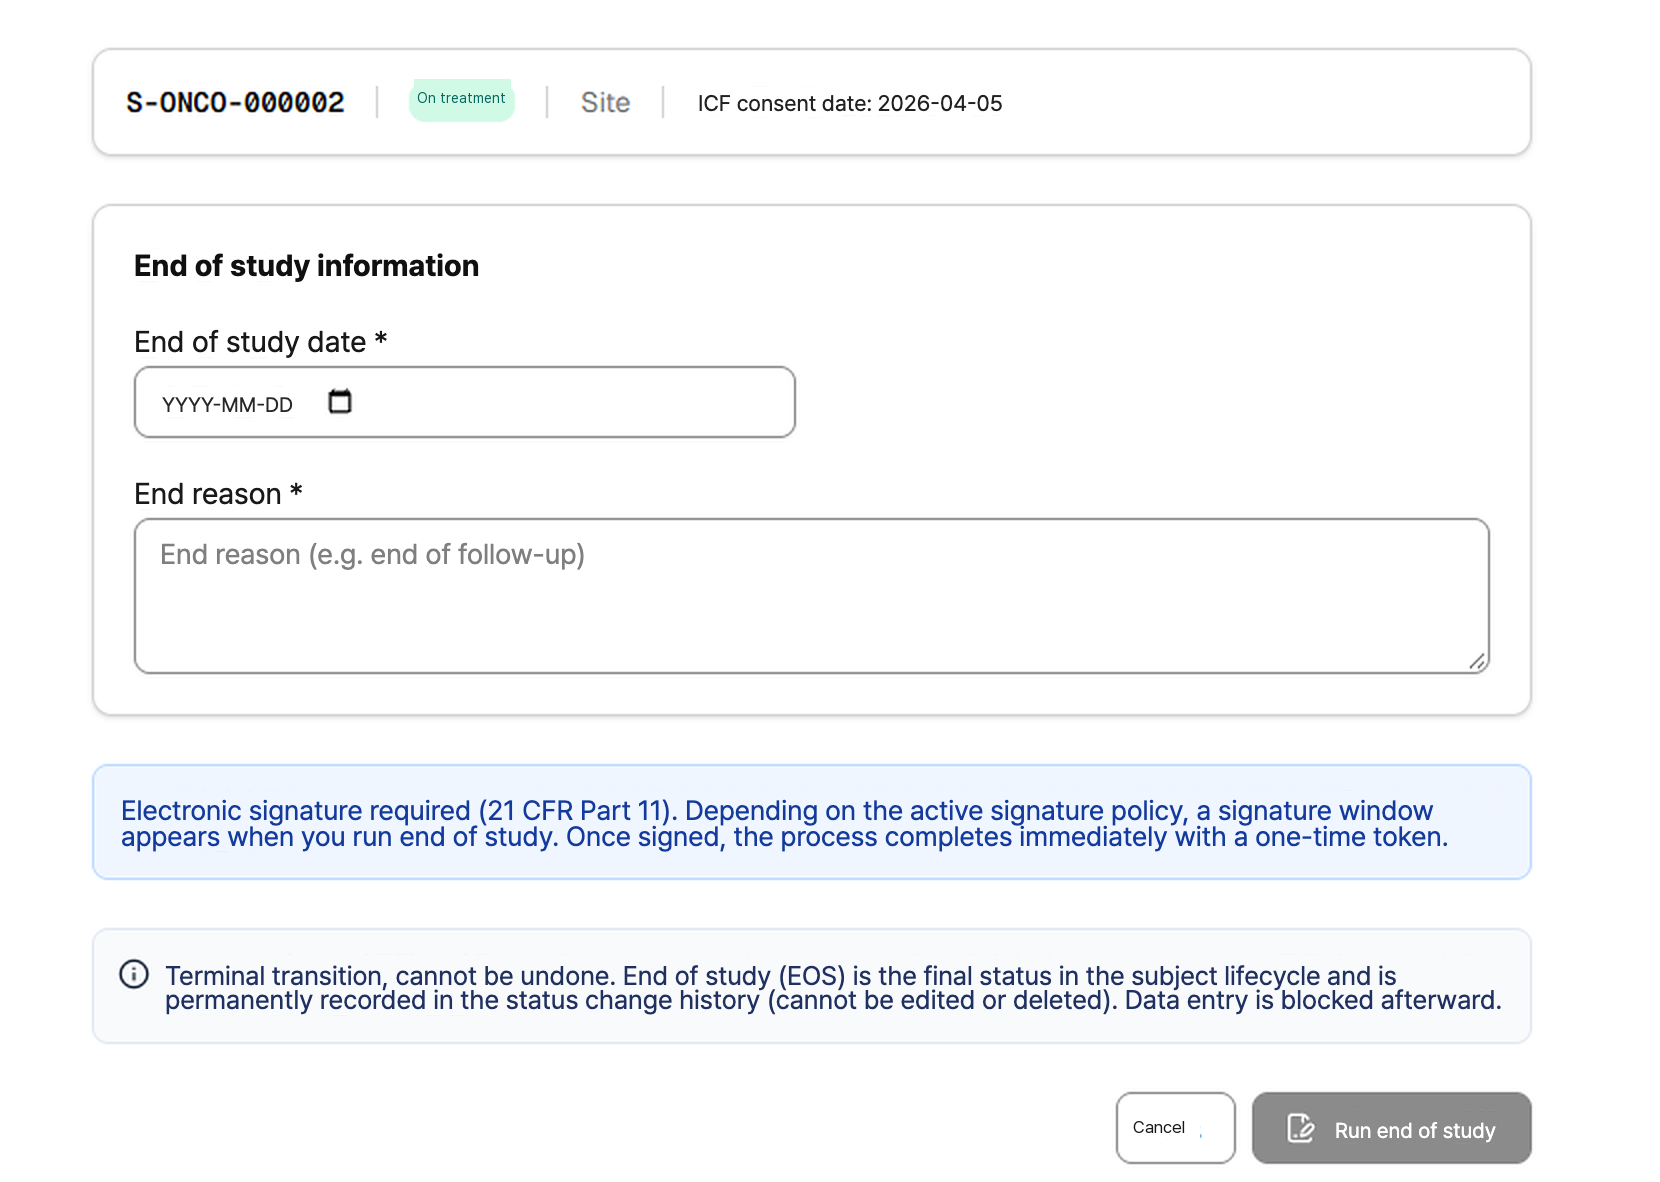 S-ONCO-000002 On treatment Site ICF consent date: 2026-04-05
End of study information
End of study date *
YYYY-MM-DD
End reason *
End reason (e.g. end of follow-up)
Electronic signature required (21 CFR Part 11). Depending on the active signature policy, a signature window
appears when you run end of study. Once signed, the process completes immediately with a one-time token.
Terminal transition, cannot be undone. End of study (EOS) is the final status in the subject lifecycle and is
permanently recorded in the status change history (cannot be edited or deleted). Data entry is blocked afterward.
Cancel Run end of study